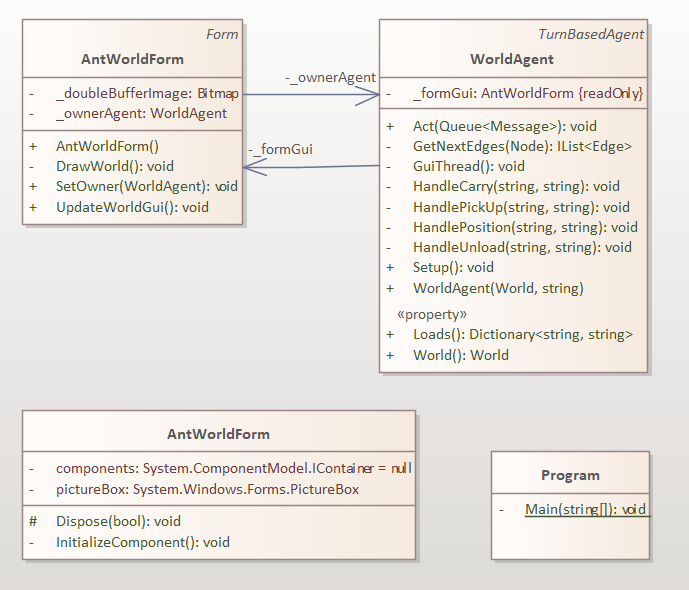 Form
AntWorldForm
- _doubleBufferImage: Bitmap
- _ownerAgent: WorldAgent
+ AntWorldForm()
- DrawWorld(): void
+ SetOwner(WorldAgent): void
+ UpdateWorldGui(): void
-_ownerAgent
-_formGui
TurnBasedAgent
WorldAgent
- _formGui: AntWorldForm {readOnly}
+ Act(Queue<Message>): void
- GetNextEdges(Node): IList<Edge>
- GuiThread(): void
- HandleCarry(string, string): void
- HandlePickUp(string, string): void
- HandlePosition(string, string): void
- HandleUnload(string, string): void
+ Setup(): void
+ WorldAgent(World, string)
«property»
+ Loads(): Dictionary<string, string>
+ World(): World
AntWorldForm
- components: System.ComponentModel.IContainer = null
- pictureBox: System.Windows.Forms.PictureBox
# Dispose(bool): void
- InitializeComponent(): void
Program
- Main(string[]): void